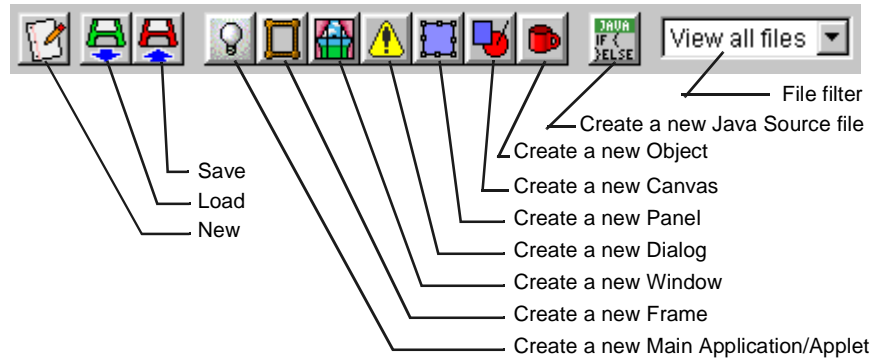 JAVA
IF {
}ELSE
View all files
File filter
Create a new Java Source file
Create a new Object
Save
Create a new Canvas
Load
Create a new Panel
New
Create a new Dialog
Create a new Window
Create a new Frame
Create a new Main Application/Applet